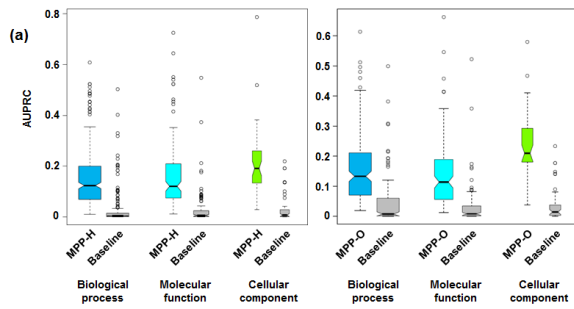 (a)
AUPRC
0.8
0.6
0.4
0.2
0
MPP-H
Baseline
MPP-H
Baseline
MPP-H
Baseline
Biological process
Molecular function
Cellular component
0.6
0.5
0.4
0.3
0.2
0.1
0
MPP-O
Baseline
MPP-O
Baseline
MPP-O
Baseline
Biological process
Molecular function
Cellular component